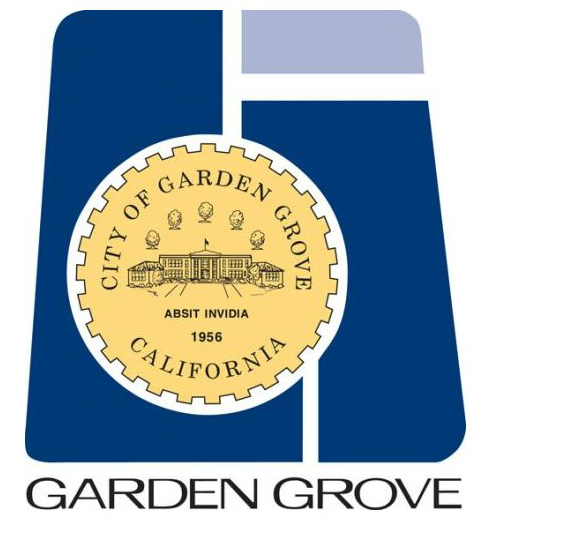 CITY OF GARDEN GROVE
ABSIT INVIDIA
1956
CALIFORNIA
GARDEN GROVE